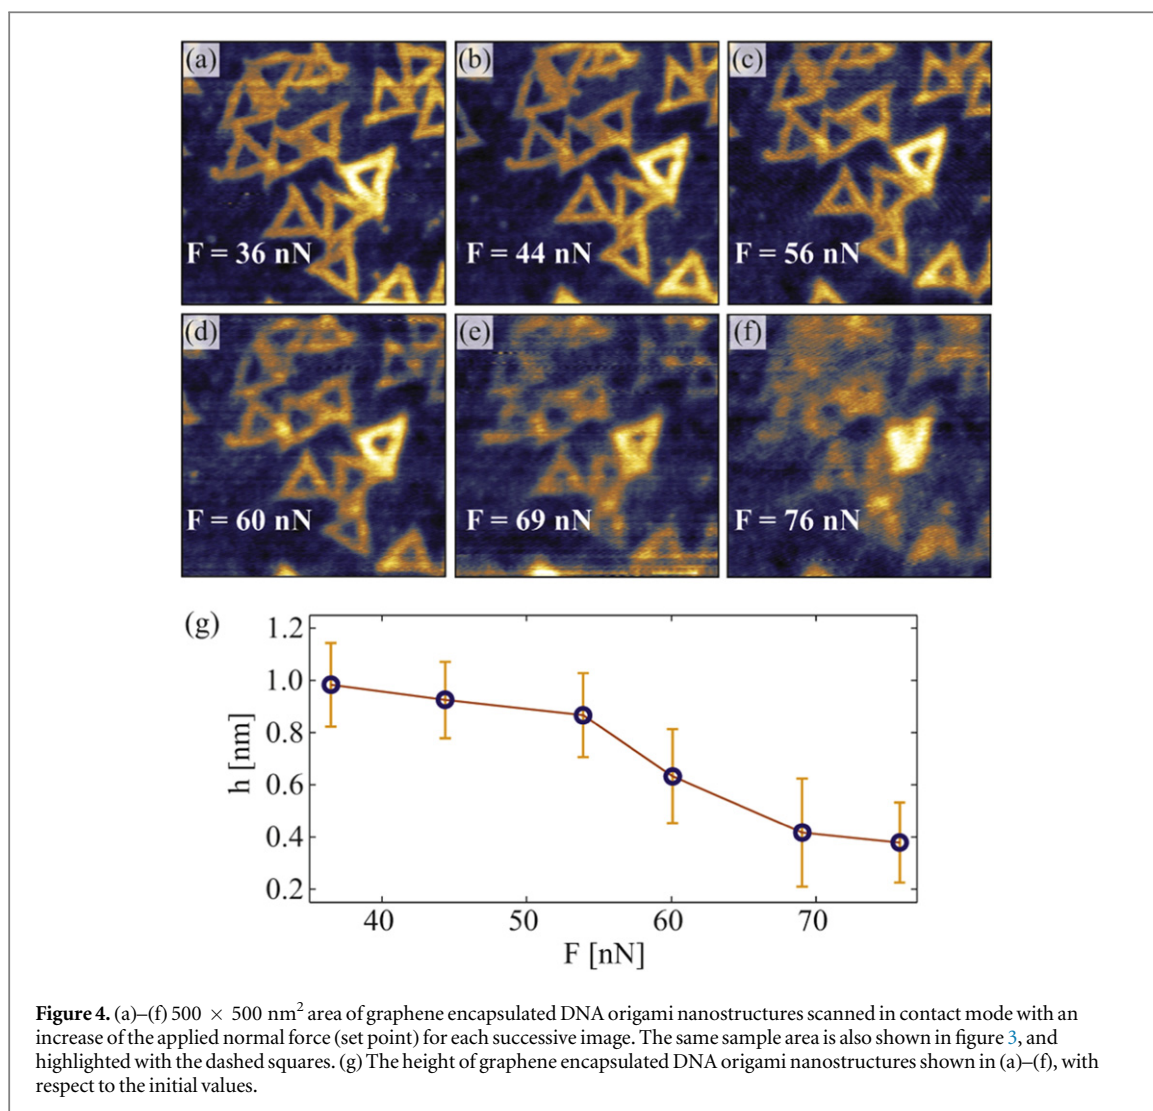 (a) (b) (c)
F = 36 nN F = 44 nN F = 56 nN
(d) (e) (f)
F = 60 nN F = 69 nN F = 76 nN
(g)
1.2
1.0
0.8
0.6
0.4
0.2
h [nm]
40 50 60 70
F [nN]
Figure 4. (a)–(f) 500 × 500 nm² area of graphene encapsulated DNA origami nanostructures scanned in contact mode with an
increase of the applied normal force (set point) for each successive image. The same sample area is also shown in figure 3, and
highlighted with the dashed squares. (g) The height of graphene encapsulated DNA origami nanostructures shown in (a)–(f), with
respect to the initial values.